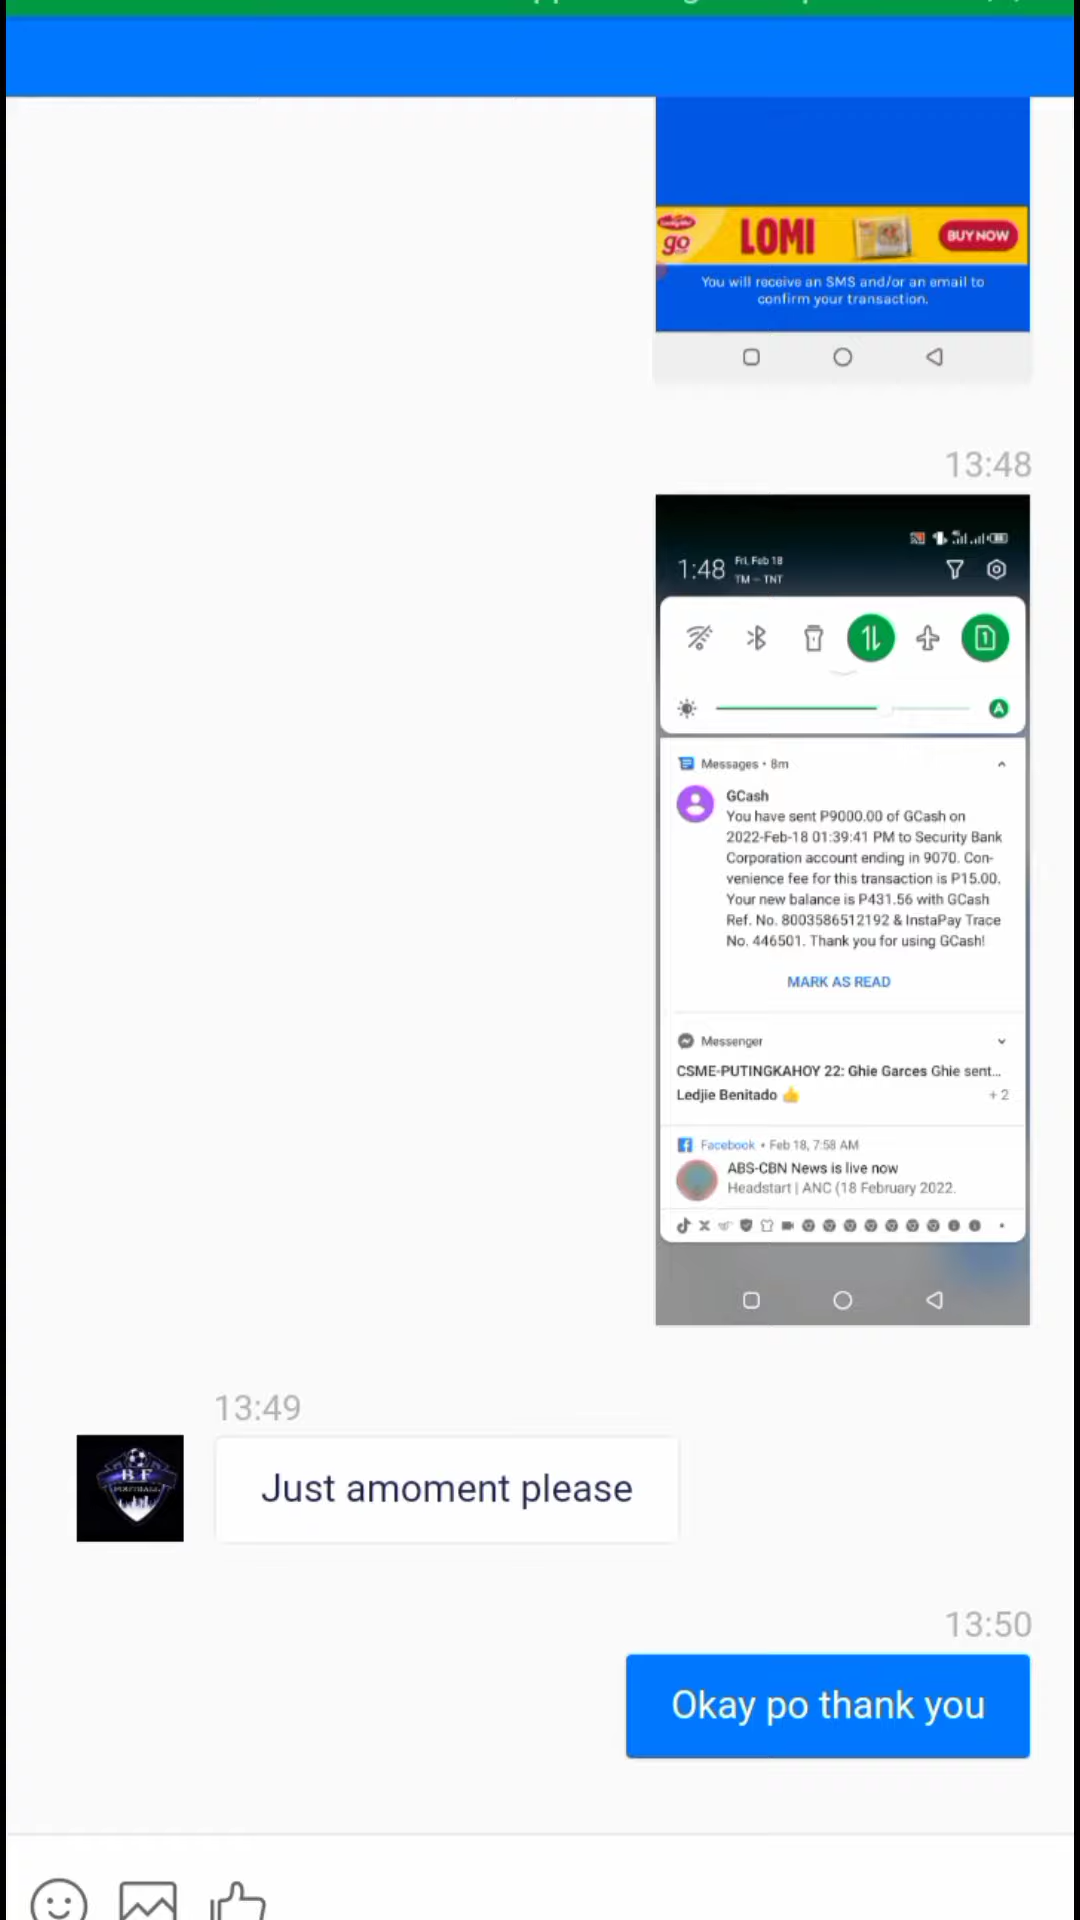 Lucky Me!
go
LOMI
BUY NOW
You will receive an SMS and/or an email to
confirm your transaction.
13:48
1:48
Fri, Feb 18
TM — TNT
1
A
Messages • 8m
GCash
You have sent P9000.00 of GCash on
2022-Feb-18 01:39:41 PM to Security Bank
Corporation account ending in 9070. Con-
venience fee for this transaction is P15.00.
Your new balance is P431.56 with GCash
Ref. No. 8003586512192 & InstaPay Trace
No. 446501. Thank you for using GCash!
MARK AS READ
Messenger
CSME-PUTINGKAHOY 22: Ghie Garces Ghie sent...
Ledjie Benitado 👍
+ 2
Facebook • Feb 18, 7:58 AM
ABS-CBN News is live now
Headstart | ANC (18 February 2022.
13:49
BF
FOOTBALL
Just amoment please
13:50
Okay po thank you